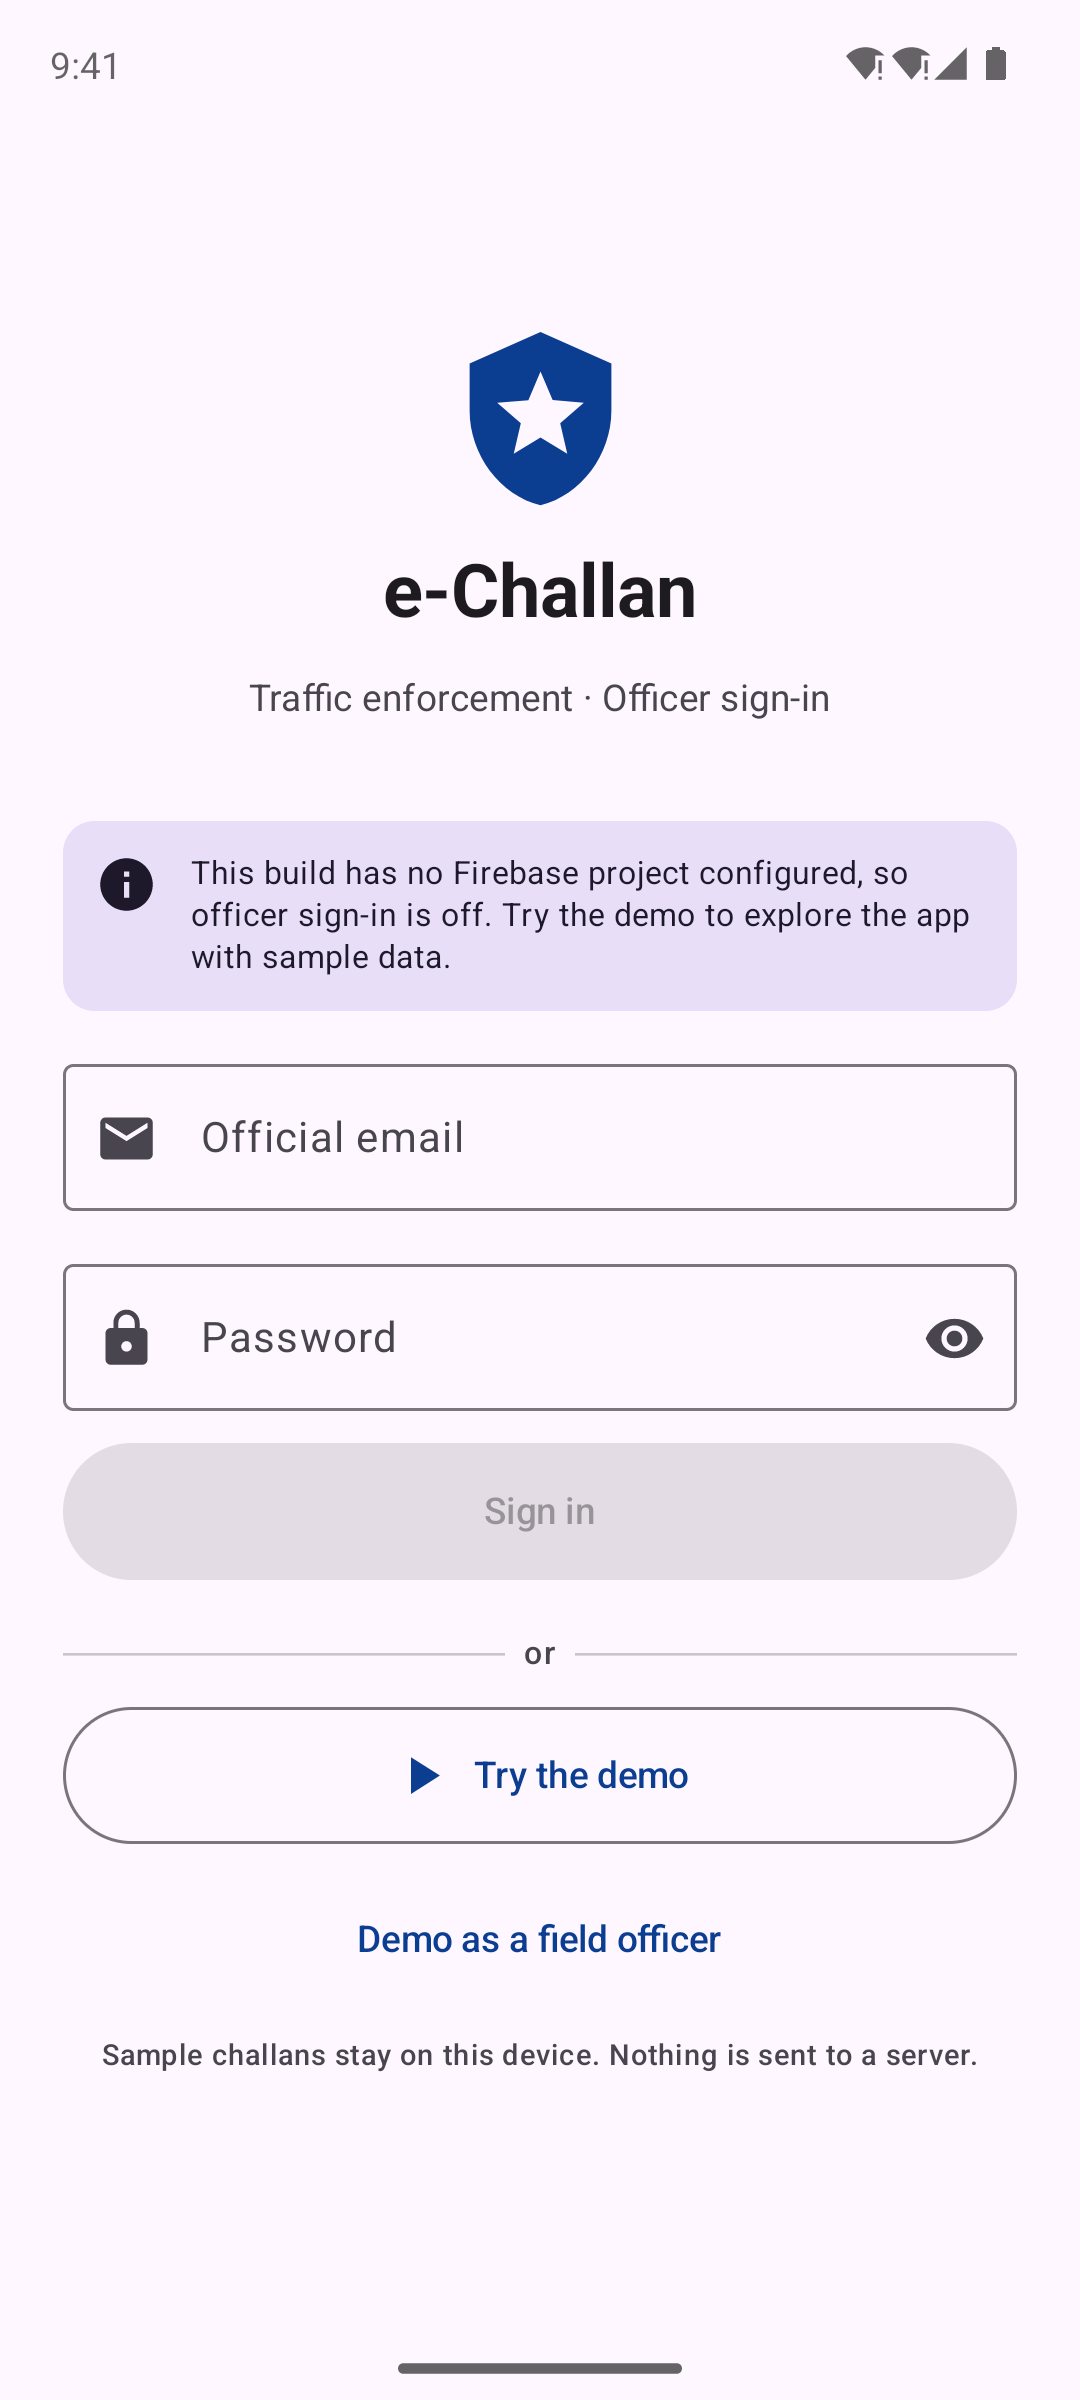 9:41
e-Challan
Traffic enforcement · Officer sign-in
This build has no Firebase project configured, so
officer sign-in is off. Try the demo to explore the app
with sample data.
Official email
Password
Sign in
or
Try the demo
Demo as a field officer
Sample challans stay on this device. Nothing is sent to a server.